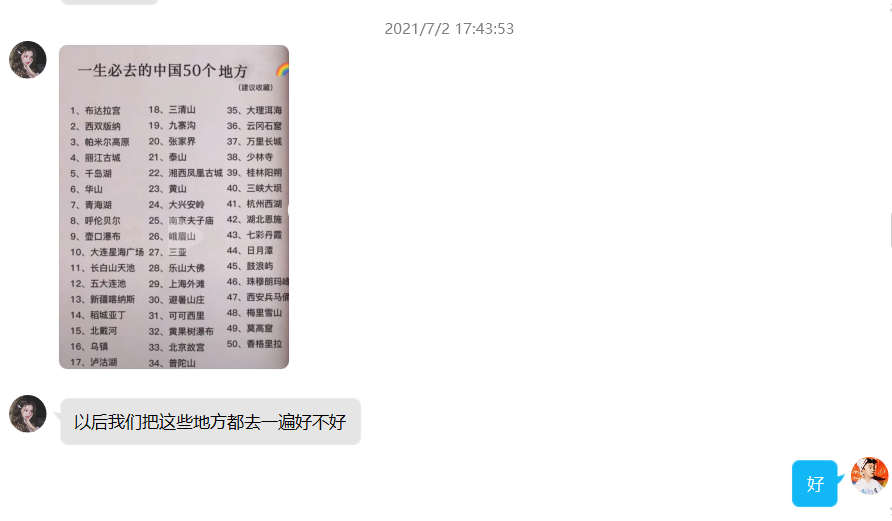 2021/7/2 17:43:53
一生必去的中国50个地方
（建议收藏）
1、布达拉宫
2、西双版纳
3、帕米尔高原
4、丽江古城
5、千岛湖
6、华山
7、青海湖
8、呼伦贝尔
9、壶口瀑布
10、大连星海广场
11、长白山天池
12、五大连池
13、新疆喀纳斯
14、稻城亚丁
15、北戴河
16、乌镇
17、泸沽湖
18、三清山
19、九寨沟
20、张家界
21、泰山
22、湘西凤凰古城
23、黄山
24、大兴安岭
25、南京夫子庙
26、峨眉山
27、三亚
28、乐山大佛
29、上海外滩
30、避暑山庄
31、可可西里
32、黄果树瀑布
33、北京故宫
34、普陀山
35、大理洱海
36、云冈石窟
37、万里长城
38、少林寺
39、桂林阳朔
40、三峡大坝
41、杭州西湖
42、湖北恩施
43、七彩丹霞
44、日月潭
45、鼓浪屿
46、珠穆朗玛峰
47、西安兵马俑
48、梅里雪山
49、莫高窟
50、香格里拉
以后我们把这些地方都去一遍好不好
好